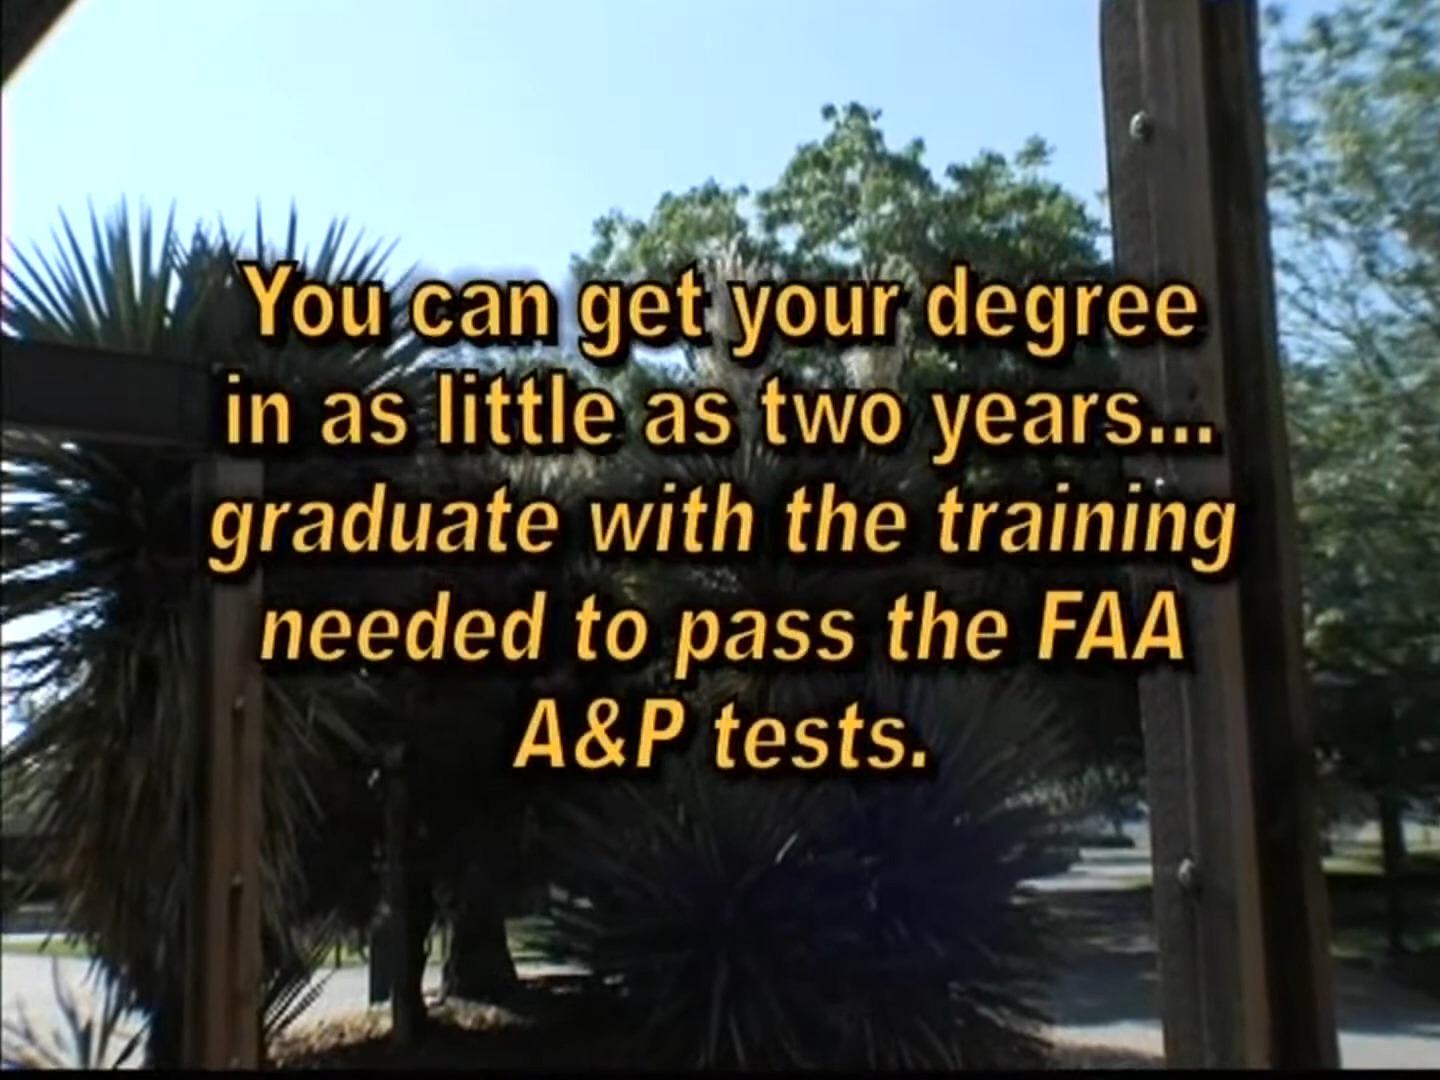 You can get your degree
in as little as two years...
graduate with the training
needed to pass the FAA
A&P tests.